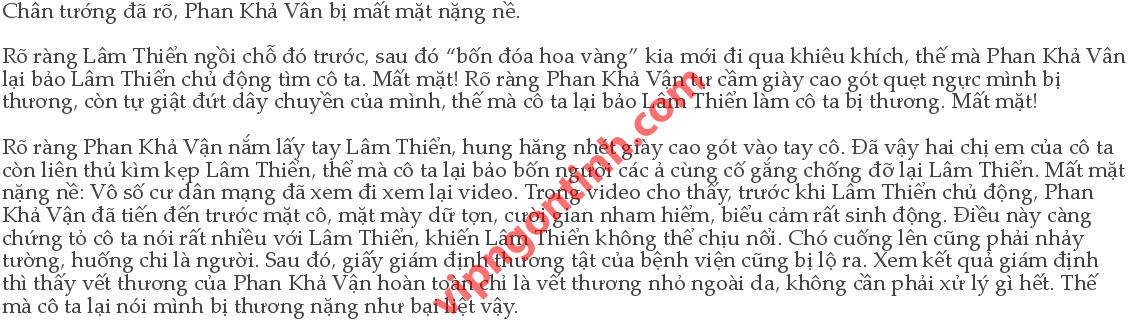 Chân tướng đã rõ, Phan Khả Vân bị mất mặt nặng nề.
Rõ ràng Lâm Thiển ngồi chỗ đó trước, sau đó “bốn đóa hoa vàng” kia mới đi qua khiêu khích, thế mà Phan Khả Vân
lại bảo Lâm Thiển chủ động tìm cô ta. Mất mặt! Rõ ràng Phan Khả Vận tự cầm giày cao gót quẹt ngực mình bị
thương, còn tự giật đứt dây chuyền của mình, thế mà cô ta lại bảo Lâm Thiển làm cô ta bị thương. Mất mặt!
Rõ ràng Phan Khả Vận nắm lấy tay Lâm Thiển, hung hăng nhét giày cao gót vào tay cô. Đã vậy hai chị em của cô ta
còn liên thủ kìm kẹp Lâm Thiển, thể mà cô ta lại bảo bốn người các ả cùng cố gắng chống đỡ lại Lâm Thiển. Mất mặt
nặng nề: Vô số cư dân mạng đã xem đi xem lại video. Trong video cho thấy, trước khi Lâm Thiển chủ động, Phan
Khả Vận đã tiến đến trước mặt cô, mặt mày dữ tợn, cười gian nham hiểm, biểu cảm rất sinh động. Điều này càng
chứng tỏ cô ta nói rất nhiều với Lâm Thiển, khiến Lâm Thiển không thể chịu nổi. Chó cuống lên cũng phải nhảy
tường, huống chi là người. Sau đó, giấy giám định thương tật của bệnh viện cũng bị lộ ra. Xem kết quả giám định
thì thấy vết thương của Phan Khả Vận hoàn toàn chỉ là vết thương nhỏ ngoài da, không cần phải xử lý gì hết. Thế
mà cô ta lại nói mình bị thương nặng như bại liệt vậy.
vipngontinh.com